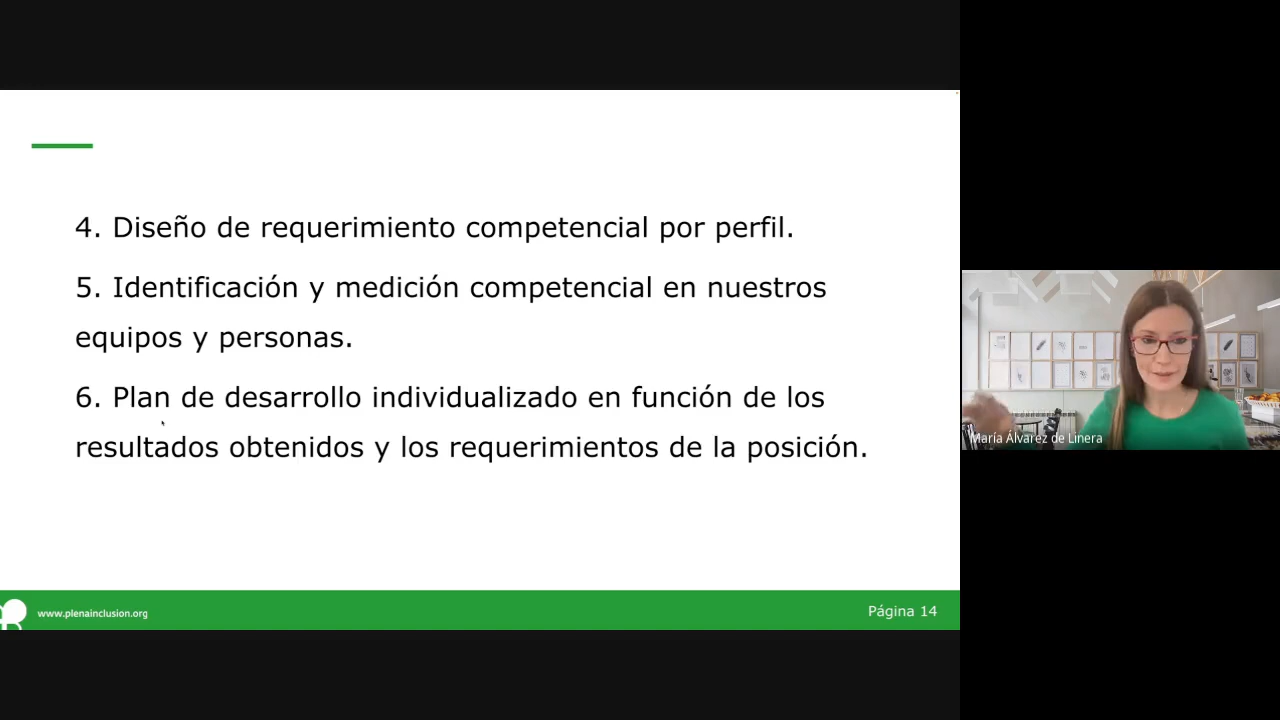 4. Diseño de requerimiento competencial por perfil.
5. Identificación y medición competencial en nuestros
equipos y personas.
6. Plan de desarrollo individualizado en función de los
resultados obtenidos y los requerimientos de la posición.
www.plenainclusion.org
Página 14
María Álvarez de Linera